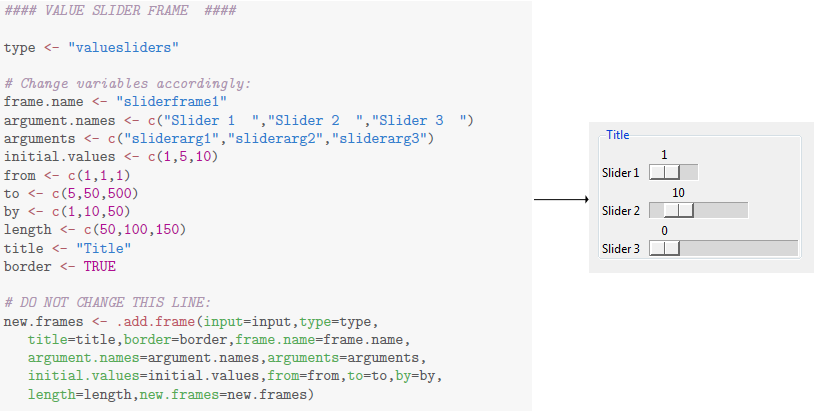 #### VALUE SLIDER FRAME ####
type <- "valuesliders"
# Change variables accordingly:
frame.name <- "sliderframe1"
argument.names <- c("Slider 1  ","Slider 2  ","Slider 3  ")
arguments <- c("sliderarg1","sliderarg2","sliderarg3")
initial.values <- c(1,5,10)
from <- c(1,1,1)
to <- c(5,50,500)
by <- c(1,10,50)
length <- c(50,100,150)
title <- "Title"
border <- TRUE
# DO NOT CHANGE THIS LINE:
new.frames <- .add.frame(input=input,type=type,
title=title,border=border,frame.name=frame.name,
argument.names=argument.names,arguments=arguments,
initial.values=initial.values,from=from,to=to,by=by,
length=length,new.frames=new.frames)
Title
1
Slider 1
10
Slider 2
0
Slider 3